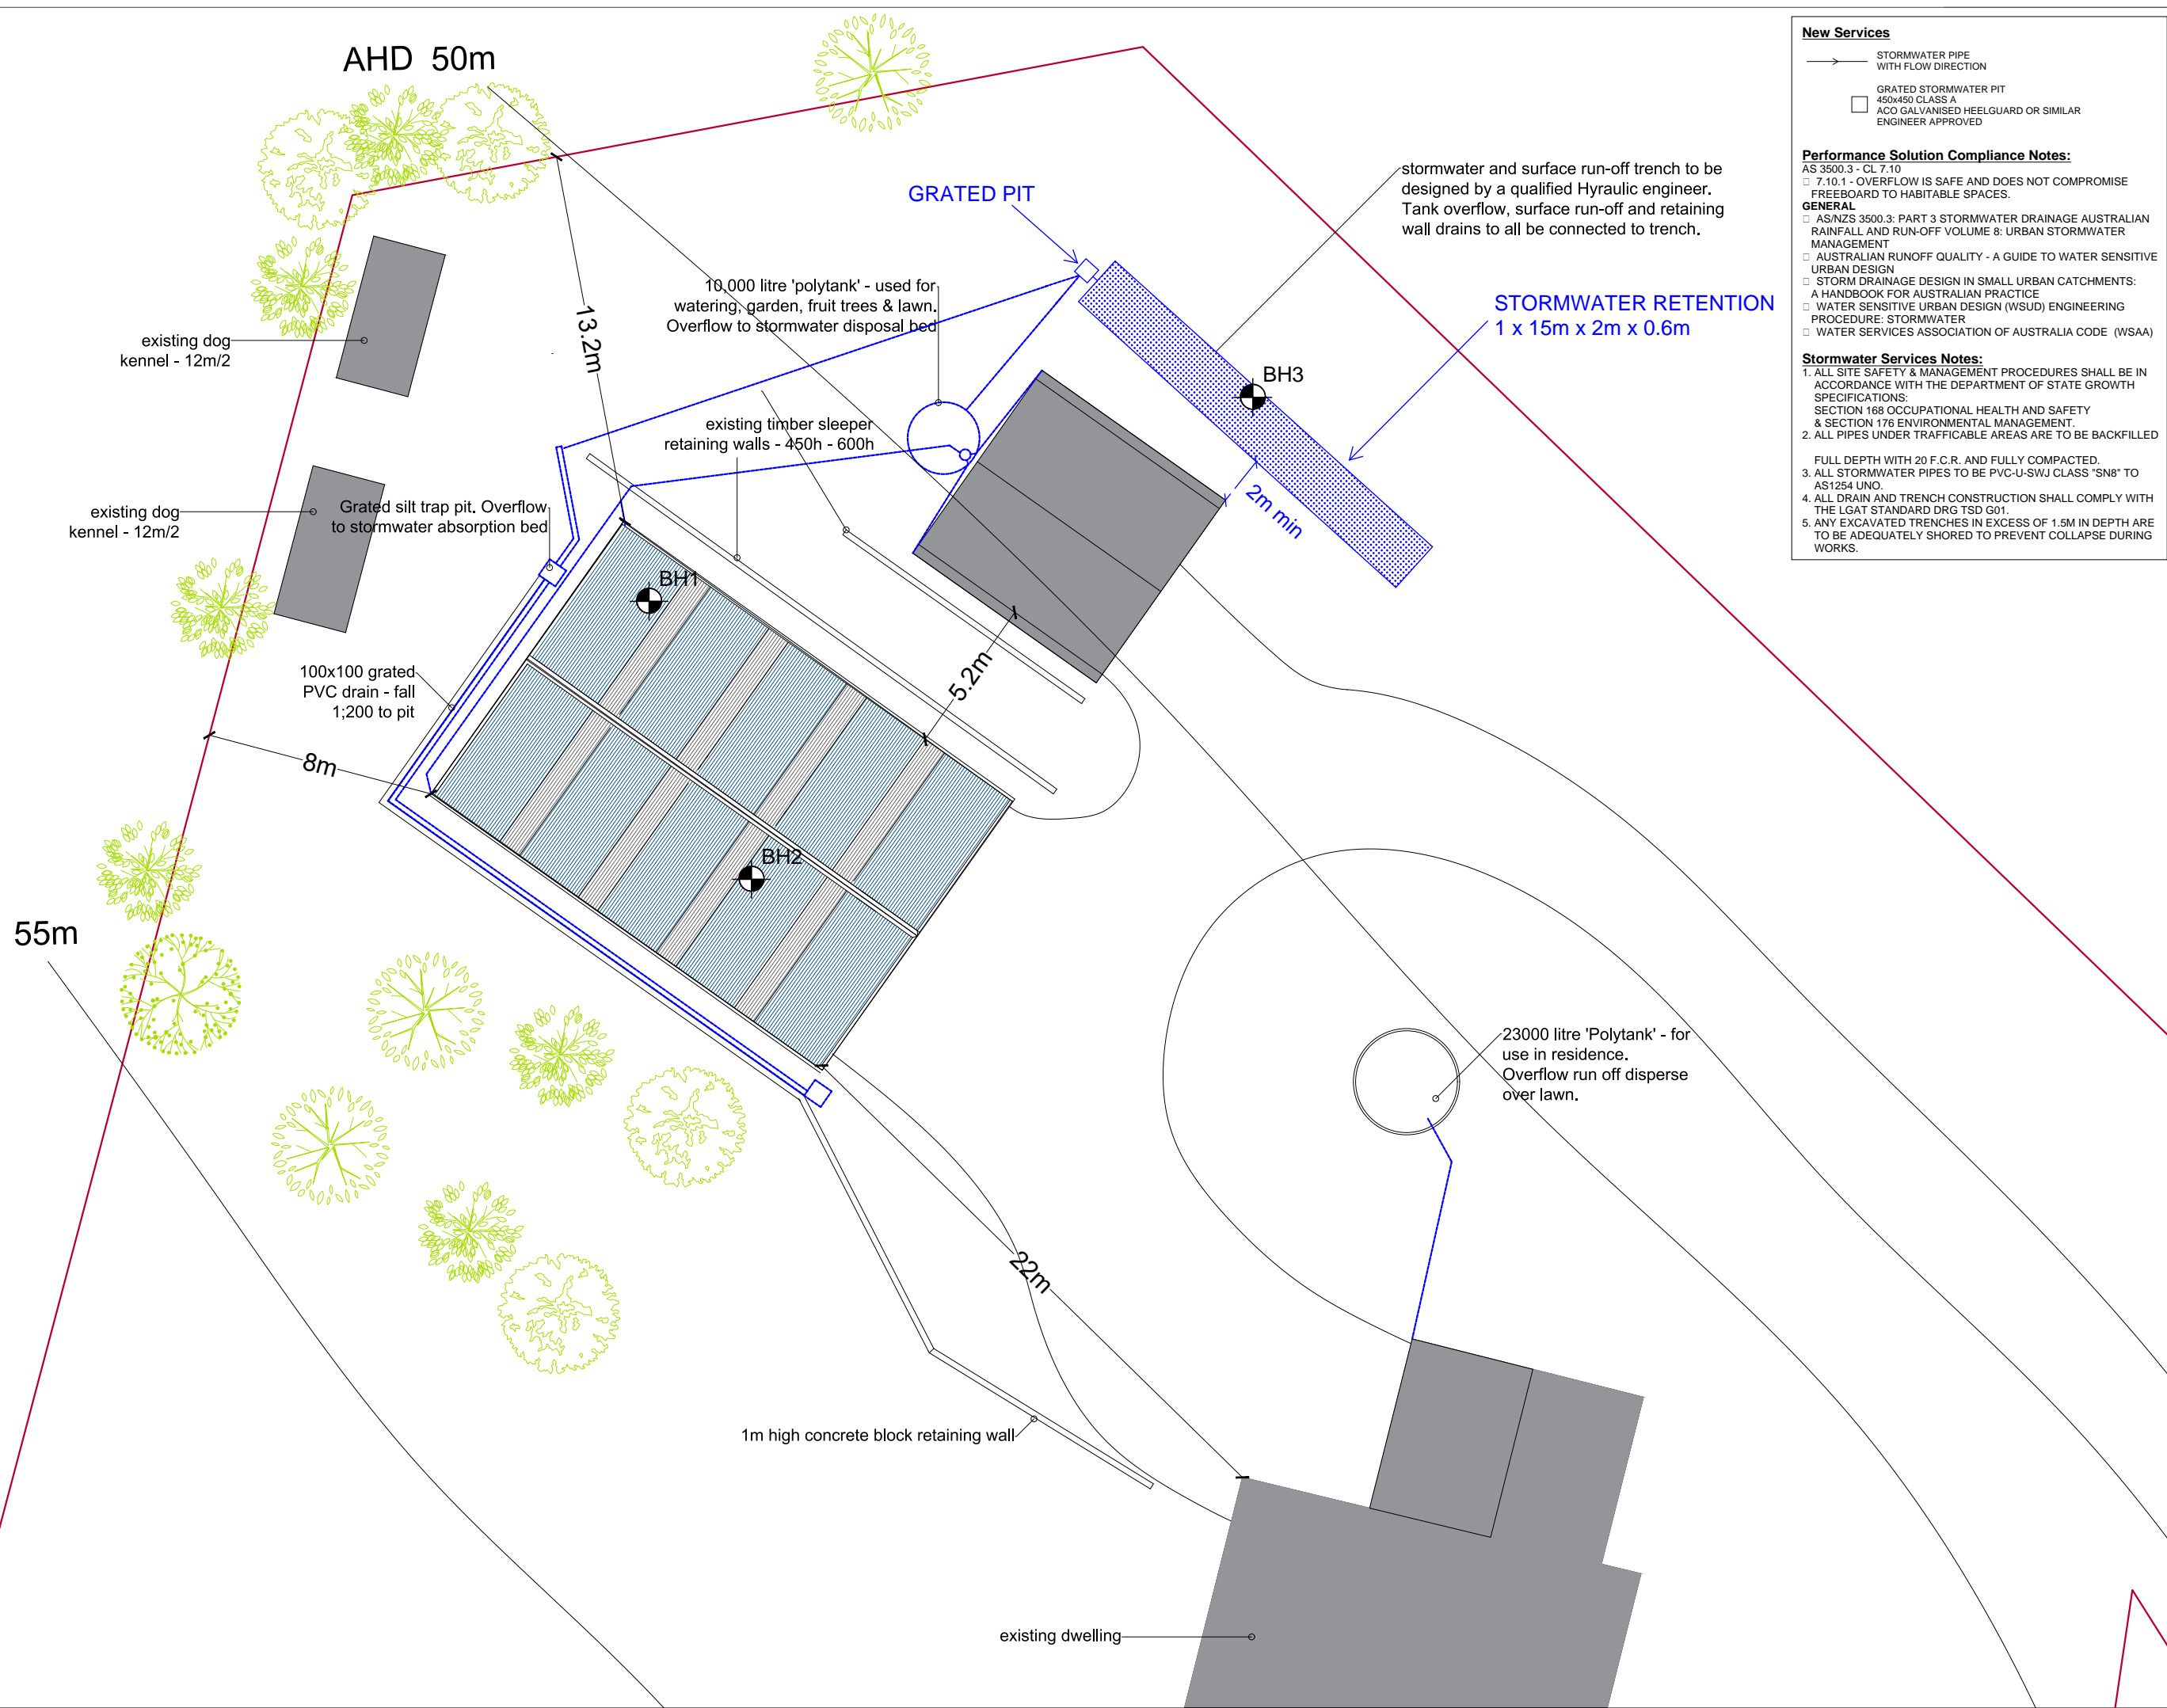 AHD 50m
GRATED PIT
stormwater and surface run-off trench to be
designed by a qualified Hyraulic engineer.
Tank overflow, surface run-off and retaining
wall drains to all be connected to trench.
10,000 litre 'polytank' - used for
watering, garden, fruit trees & lawn.
Overflow to stormwater disposal bed
STORMWATER RETENTION
1 x 15m x 2m x 0.6m
13.2m
existing dog
kennel - 12m/2
BH3
existing timber sleeper
retaining walls - 450h - 600h
2m min
Grated silt trap pit. Overflow
to stormwater absorption bed
existing dog
kennel - 12m/2
BH1
5.2m
100x100 grated
PVC drain - fall
1;200 to pit
8m
BH2
55m
23000 litre 'Polytank' - for
use in residence.
Overflow run off disperse
over lawn.
22m
1m high concrete block retaining wall
existing dwelling
New Services
STORMWATER PIPE
WITH FLOW DIRECTION
GRATED STORMWATER PIT
450x450 CLASS A
ACO GALVANISED HEELGUARD OR SIMILAR
ENGINEER APPROVED
Performance Solution Compliance Notes:
AS 3500.3 - CL 7.10
□ 7.10.1 - OVERFLOW IS SAFE AND DOES NOT COMPROMISE
FREEBOARD TO HABITABLE SPACES.
GENERAL
□ AS/NZS 3500.3: PART 3 STORMWATER DRAINAGE AUSTRALIAN
RAINFALL AND RUN-OFF VOLUME 8: URBAN STORMWATER
MANAGEMENT
□ AUSTRALIAN RUNOFF QUALITY - A GUIDE TO WATER SENSITIVE
URBAN DESIGN
□ STORM DRAINAGE DESIGN IN SMALL URBAN CATCHMENTS:
A HANDBOOK FOR AUSTRALIAN PRACTICE
□ WATER SENSITIVE URBAN DESIGN (WSUD) ENGINEERING
PROCEDURE: STORMWATER
□ WATER SERVICES ASSOCIATION OF AUSTRALIA CODE (WSAA)
Stormwater Services Notes:
1. ALL SITE SAFETY & MANAGEMENT PROCEDURES SHALL BE IN
ACCORDANCE WITH THE DEPARTMENT OF STATE GROWTH
SPECIFICATIONS:
SECTION 168 OCCUPATIONAL HEALTH AND SAFETY
& SECTION 176 ENVIRONMENTAL MANAGEMENT.
2. ALL PIPES UNDER TRAFFICABLE AREAS ARE TO BE BACKFILLED
FULL DEPTH WITH 20 F.C.R. AND FULLY COMPACTED.
3. ALL STORMWATER PIPES TO BE PVC-U-SWJ CLASS "SN8" TO
AS1254 UNO.
4. ALL DRAIN AND TRENCH CONSTRUCTION SHALL COMPLY WITH
THE LGAT STANDARD DRG TSD G01.
5. ANY EXCAVATED TRENCHES IN EXCESS OF 1.5M IN DEPTH ARE
TO BE ADEQUATELY SHORED TO PREVENT COLLAPSE DURING
WORKS.